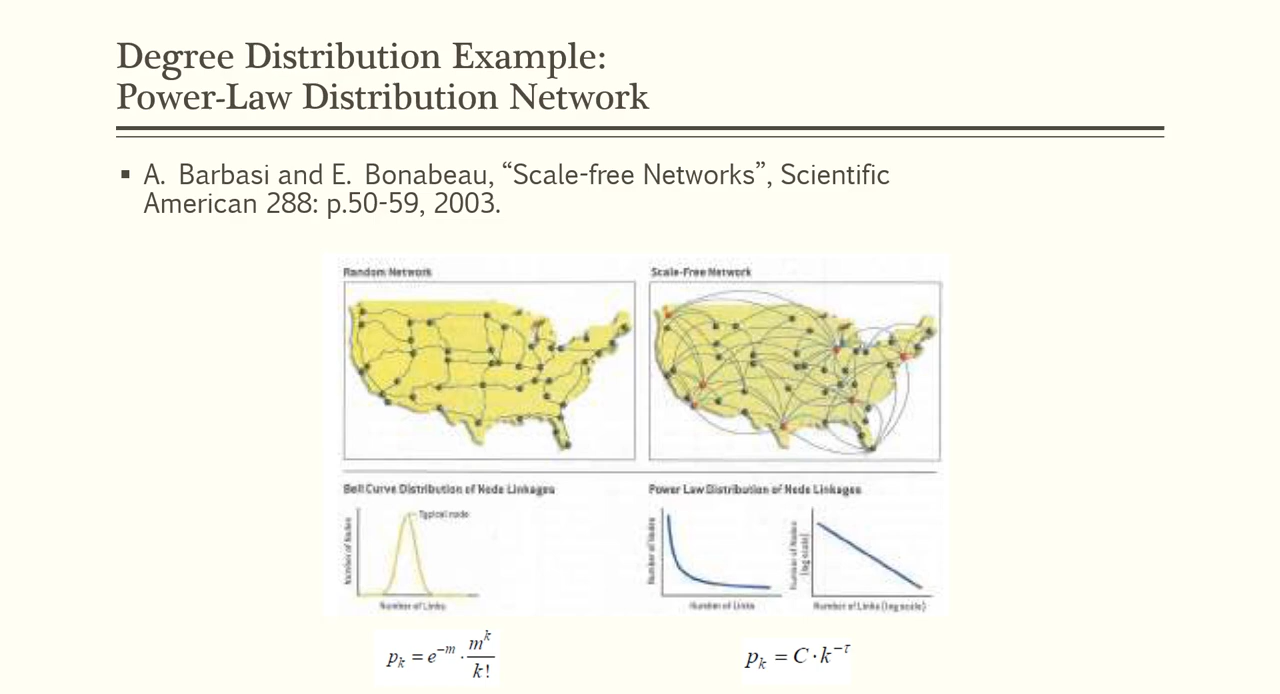 Degree Distribution Example:
Power-Law Distribution Network
▪ A. Barbasi and E. Bonabeau, “Scale-free Networks”, Scientific
American 288: p.50-59, 2003.
Random Network
Scale-Free Network
Bell Curve Distribution of Node Linkages
Power Law Distribution of Node Linkages
Typical node
Number of Nodes
Number of Links
Number of Nodes
Number of Links
Number of Nodes
(log scale)
Number of Links (log scale)
p_k = e^{-m} · m^k / k!
p_k = C · k^{-τ}